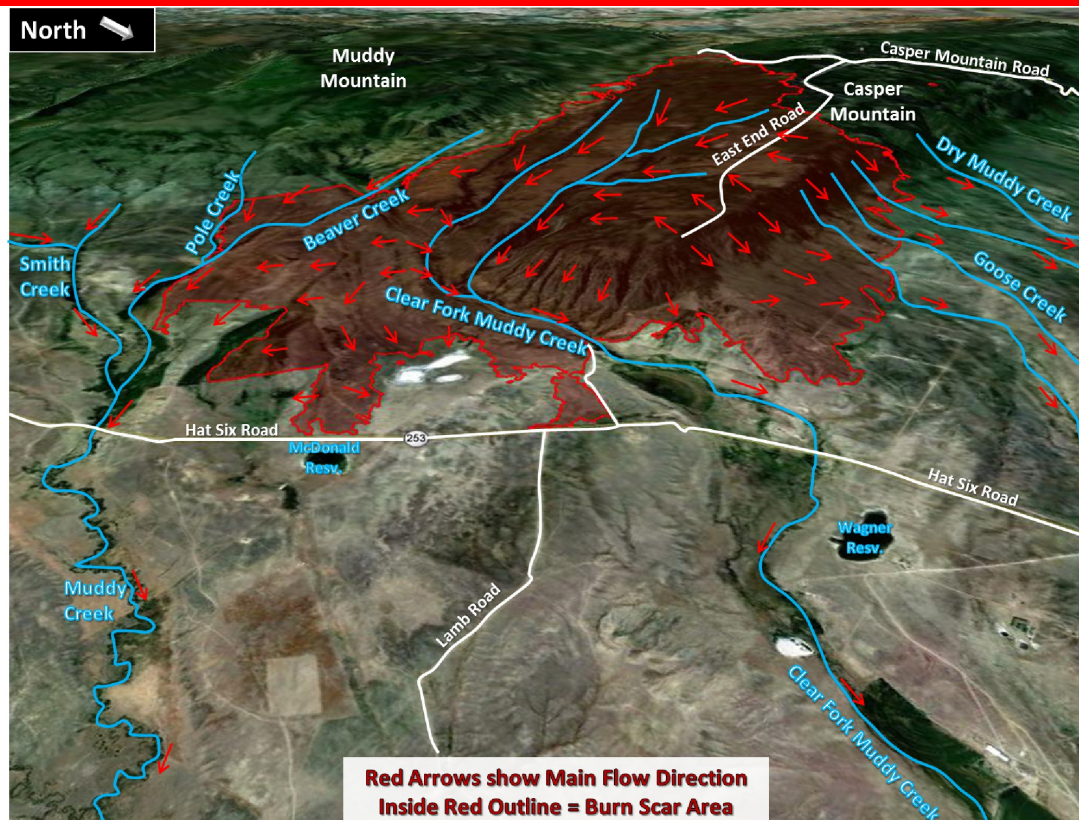 North
Muddy
Mountain
Casper Mountain Road
Casper
Mountain
East End Road
Dry Muddy Creek
Pole Creek
Beaver Creek
Smith
Creek
Goose Creek
Clear Fork Muddy Creek
Hat Six Road
253
McDonald
Resv.
Hat Six Road
Wagner
Resv.
Muddy
Creek
Lamb Road
Clear Fork Muddy Creek
Red Arrows show Main Flow Direction
Inside Red Outline = Burn Scar Area